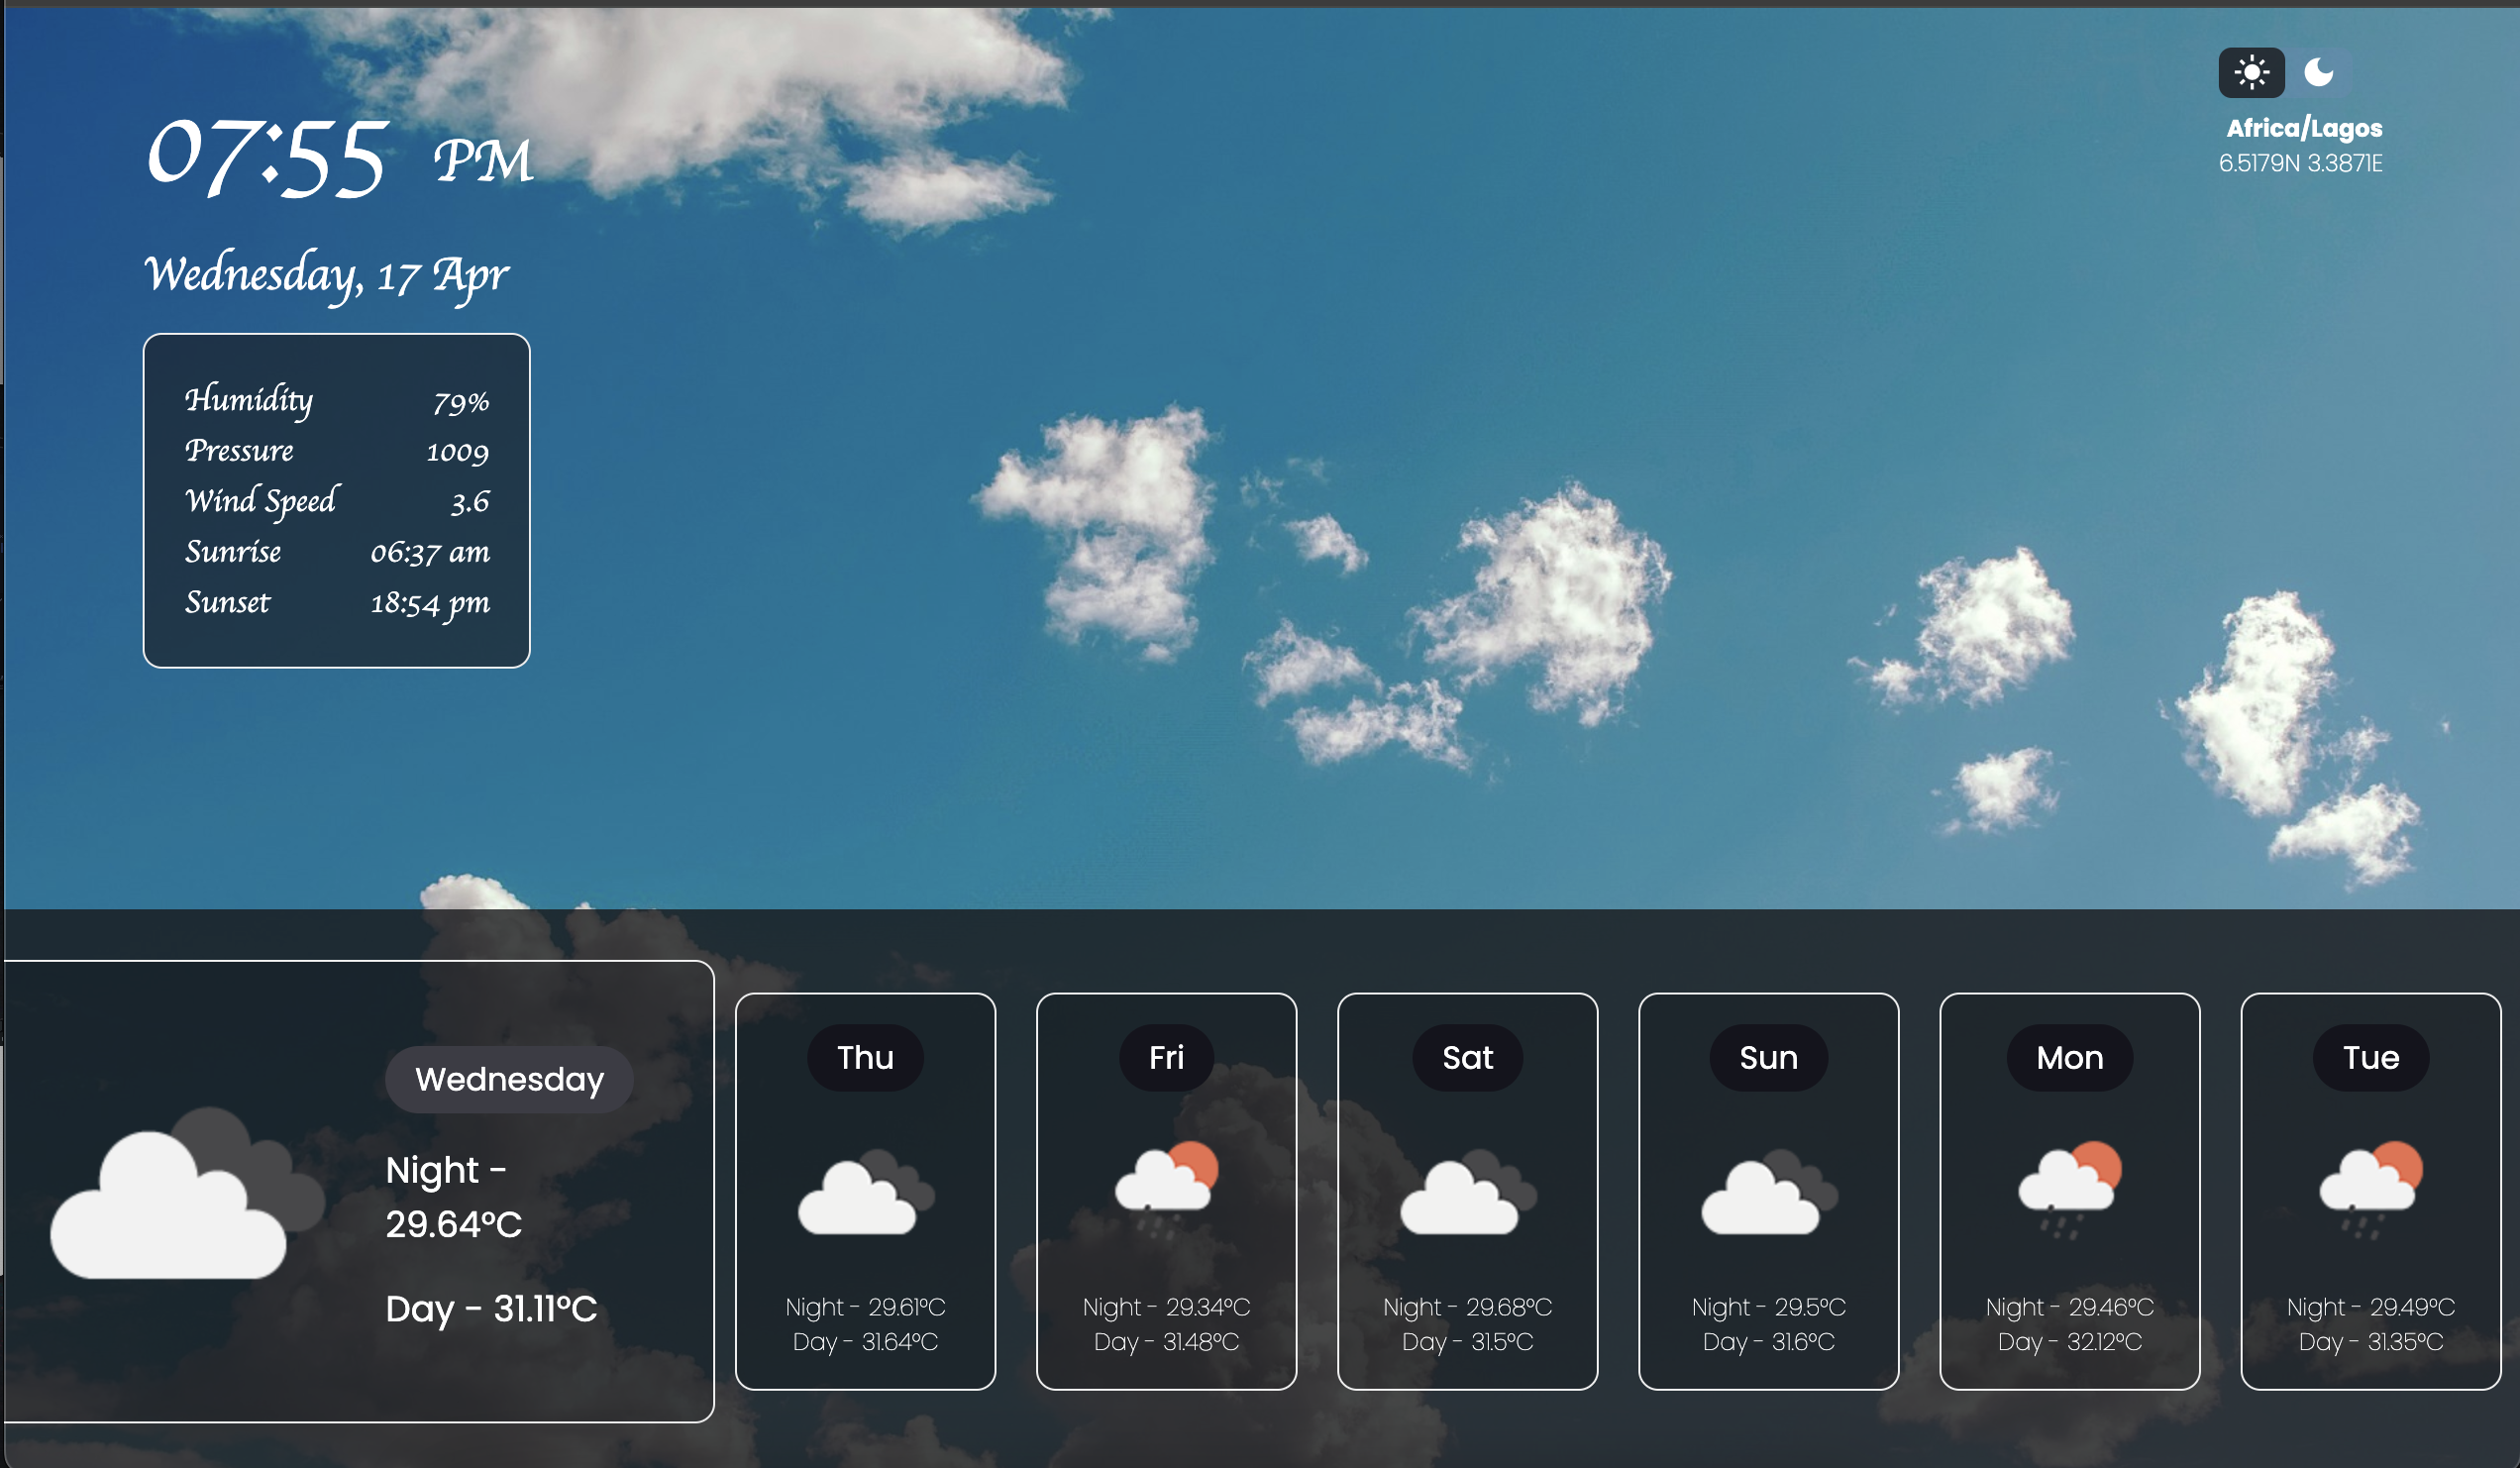 07:55 PM
Africa/Lagos
6.5179N 3.3871E
Wednesday, 17 Apr
Humidity 79%
Pressure 1009
Wind Speed 3.6
Sunrise 06:37 am
Sunset 18:54 pm
Wednesday
Night -
29.64°C
Day - 31.11°C
Thu
Night - 29.61°C
Day - 31.64°C
Fri
Night - 29.34°C
Day - 31.48°C
Sat
Night - 29.68°C
Day - 31.5°C
Sun
Night - 29.5°C
Day - 31.6°C
Mon
Night - 29.46°C
Day - 32.12°C
Tue
Night - 29.49°C
Day - 31.35°C